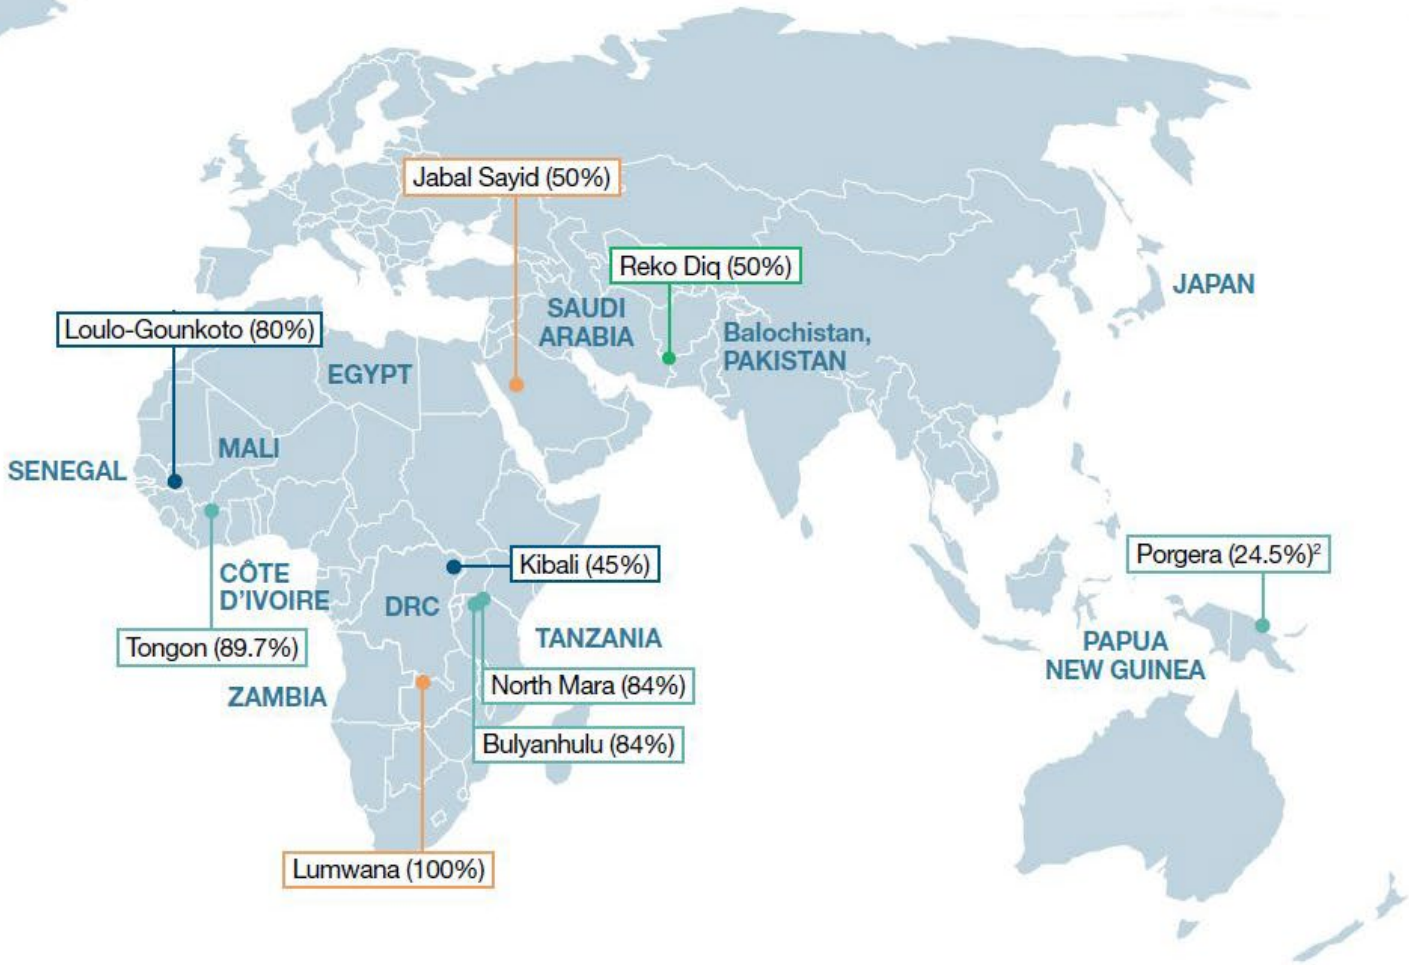 Jabal Sayid (50%)
Reko Diq (50%)
JAPAN
SAUDI
ARABIA
Balochistan,
PAKISTAN
Loulo-Gounkoto (80%)
EGYPT
MALI
SENEGAL
Kibali (45%)
Porgera (24.5%)²
CÔTE
D'IVOIRE
DRC
TANZANIA
PAPUA
NEW GUINEA
Tongon (89.7%)
North Mara (84%)
ZAMBIA
Bulyanhulu (84%)
Lumwana (100%)